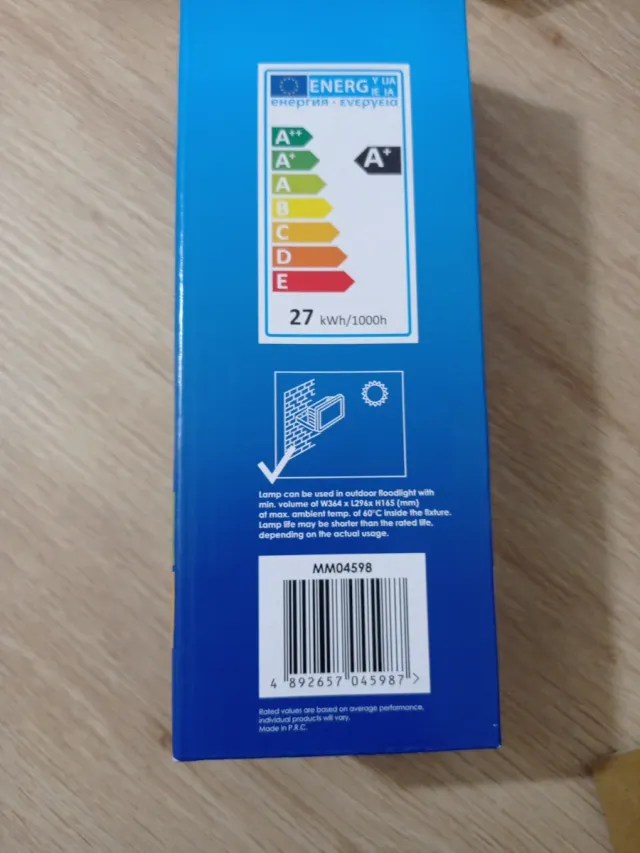 ENERG Y IJA
IE IA
енергия · ενεργεια
A++
A+
A+
A
B
C
D
E
27 kWh/1000h
Lamp can be used in outdoor floodlight with
min. volume of W364 x L296x H165 (mm)
at max. ambient temp. of 60°C inside the fixture.
Lamp life may be shorter than the rated life,
depending on the actual usage.
MM04598
4 892657 045987 >
Rated values are based on average performance,
individual products will vary.
Made in P.R.C.